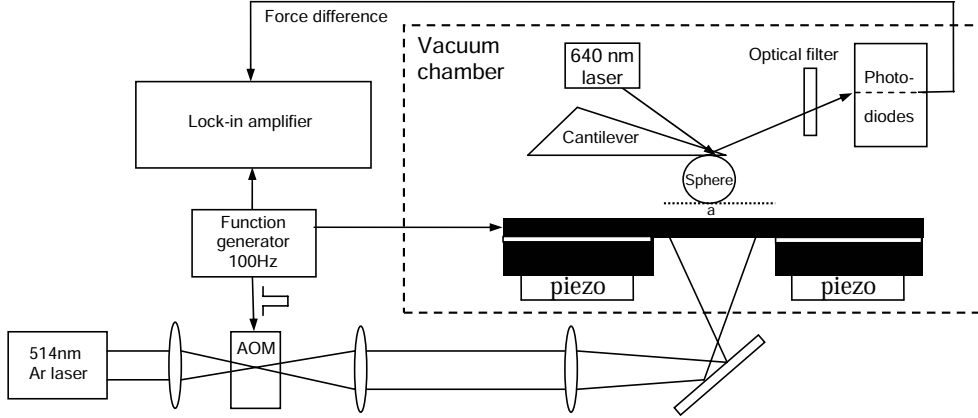 Force difference
Vacuum
chamber
640 nm
laser
Optical filter
Photo-
diodes
Lock-in amplifier
Cantilever
Sphere
a
Function
generator
100Hz
piezo
piezo
514nm
Ar laser
AOM